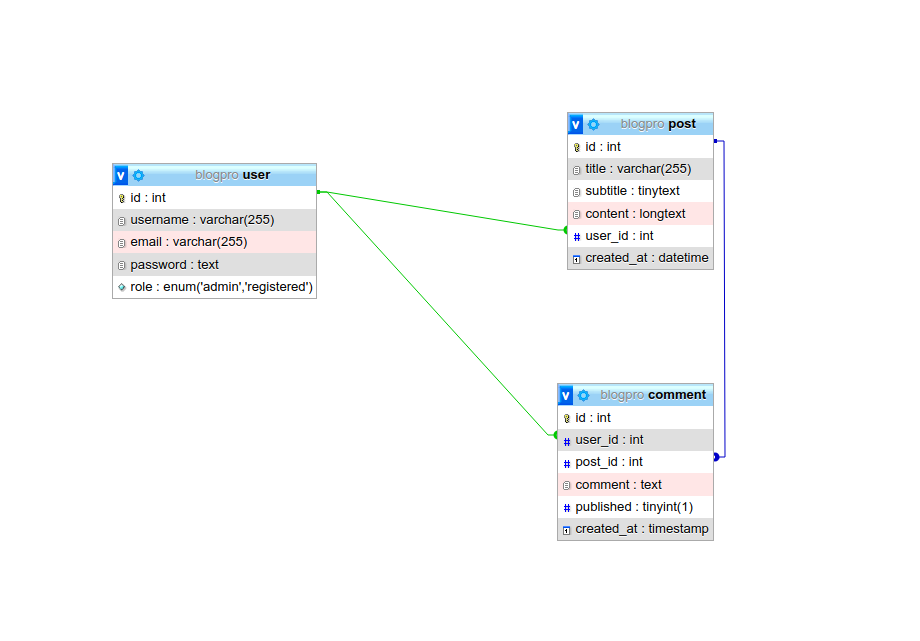 v blogpro user
id : int
username : varchar(255)
email : varchar(255)
password : text
role : enum('admin','registered')
v blogpro post
id : int
title : varchar(255)
subtitle : tinytext
content : longtext
# user_id : int
created_at : datetime
v blogpro comment
id : int
# user_id : int
# post_id : int
comment : text
# published : tinyint(1)
created_at : timestamp